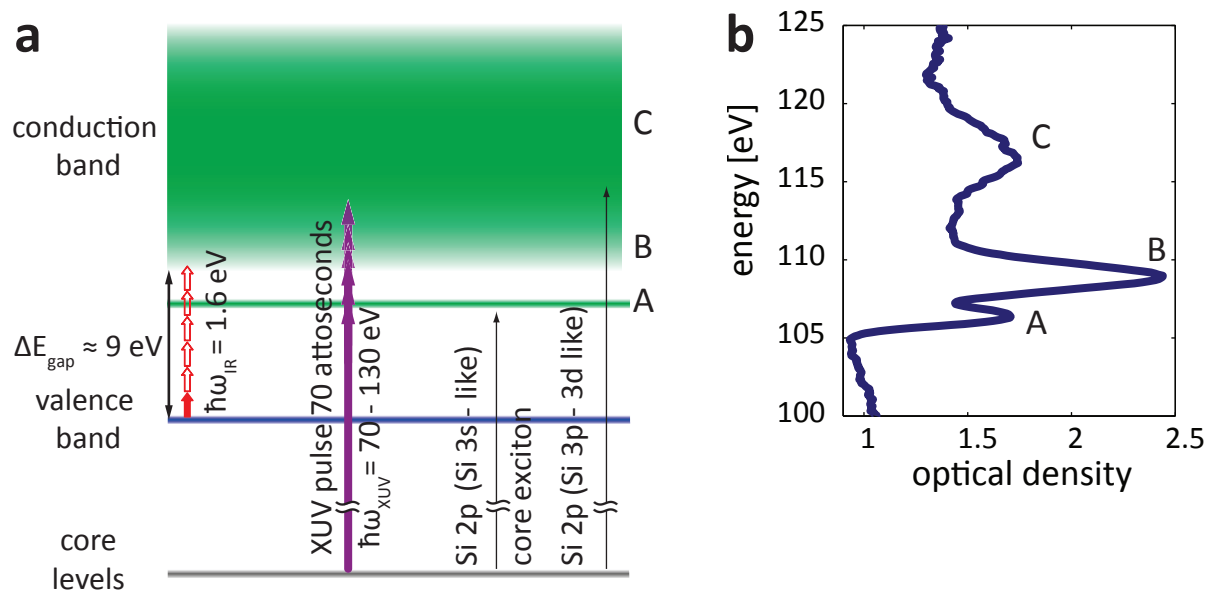 a
conduction
band
C
B
A
ΔE_gap ≈ 9 eV
ħω_IR = 1.6 eV
valence
band
XUV pulse 70 attoseconds
ħω_XUV = 70 - 130 eV
Si 2p (Si 3s - like)
core exciton
Si 2p (Si 3p - 3d like)
core
levels
b
125
120
115
110
105
100
energy [eV]
C
B
A
1
1.5
2
2.5
optical density